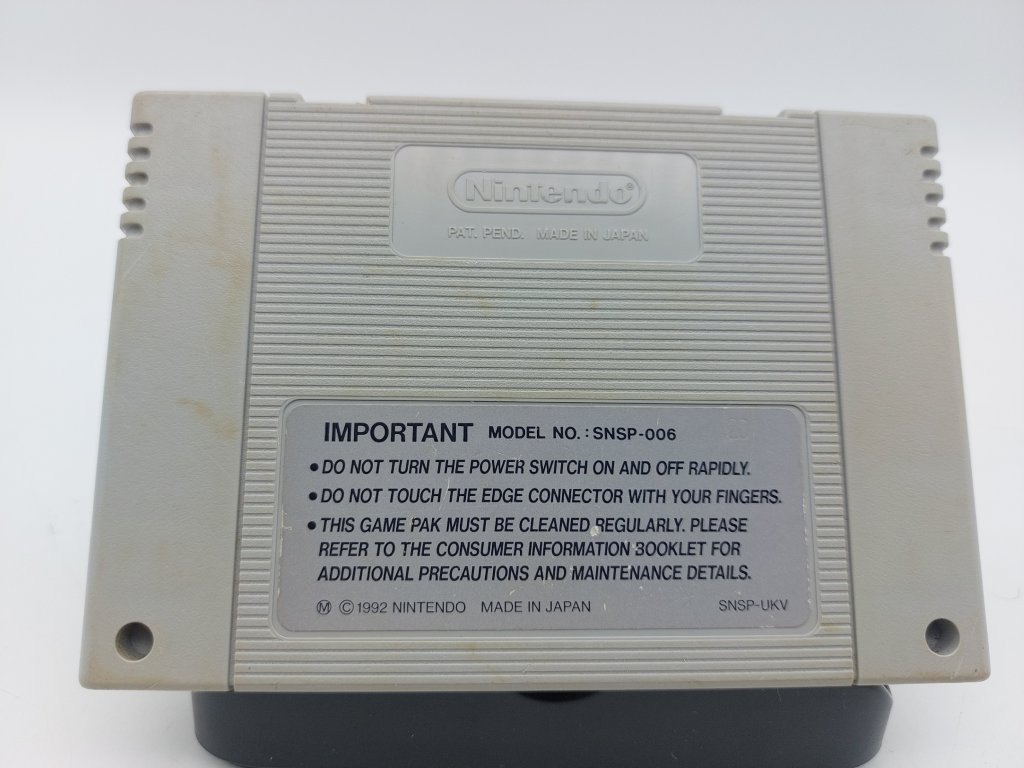 Nintendo®
PAT. PEND. MADE IN JAPAN
IMPORTANT MODEL NO. : SNSP-006
• DO NOT TURN THE POWER SWITCH ON AND OFF RAPIDLY.
• DO NOT TOUCH THE EDGE CONNECTOR WITH YOUR FINGERS.
• THIS GAME PAK MUST BE CLEANED REGULARLY. PLEASE
REFER TO THE CONSUMER INFORMATION BOOKLET FOR
ADDITIONAL PRECAUTIONS AND MAINTENANCE DETAILS.
Ⓜ © 1992 NINTENDO MADE IN JAPAN SNSP-UKV